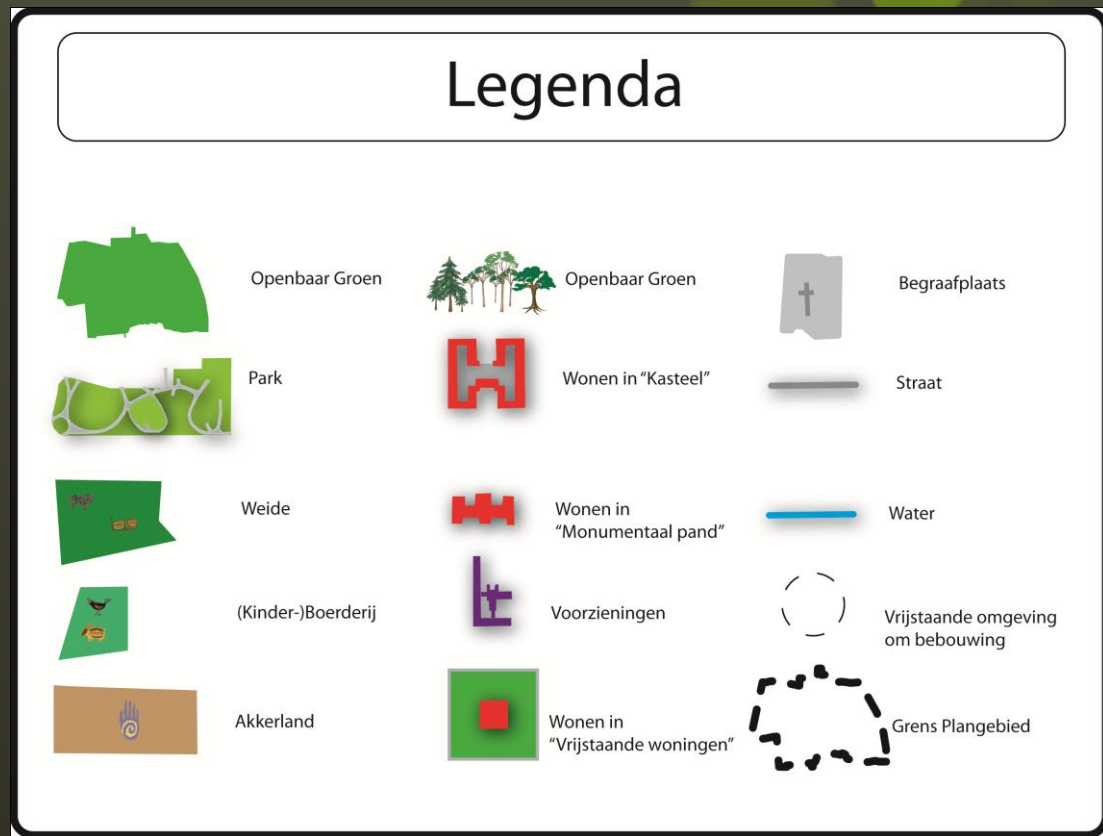 Legenda
Openbaar Groen
Park
Weide
(Kinder-)Boerderij
Akkerland
Openbaar Groen
Wonen in “Kasteel”
Wonen in
“Monumentaal pand”
Voorzieningen
Wonen in
“Vrijstaande woningen”
Begraafplaats
Straat
Water
Vrijstaande omgeving
om bebouwing
Grens Plangebied